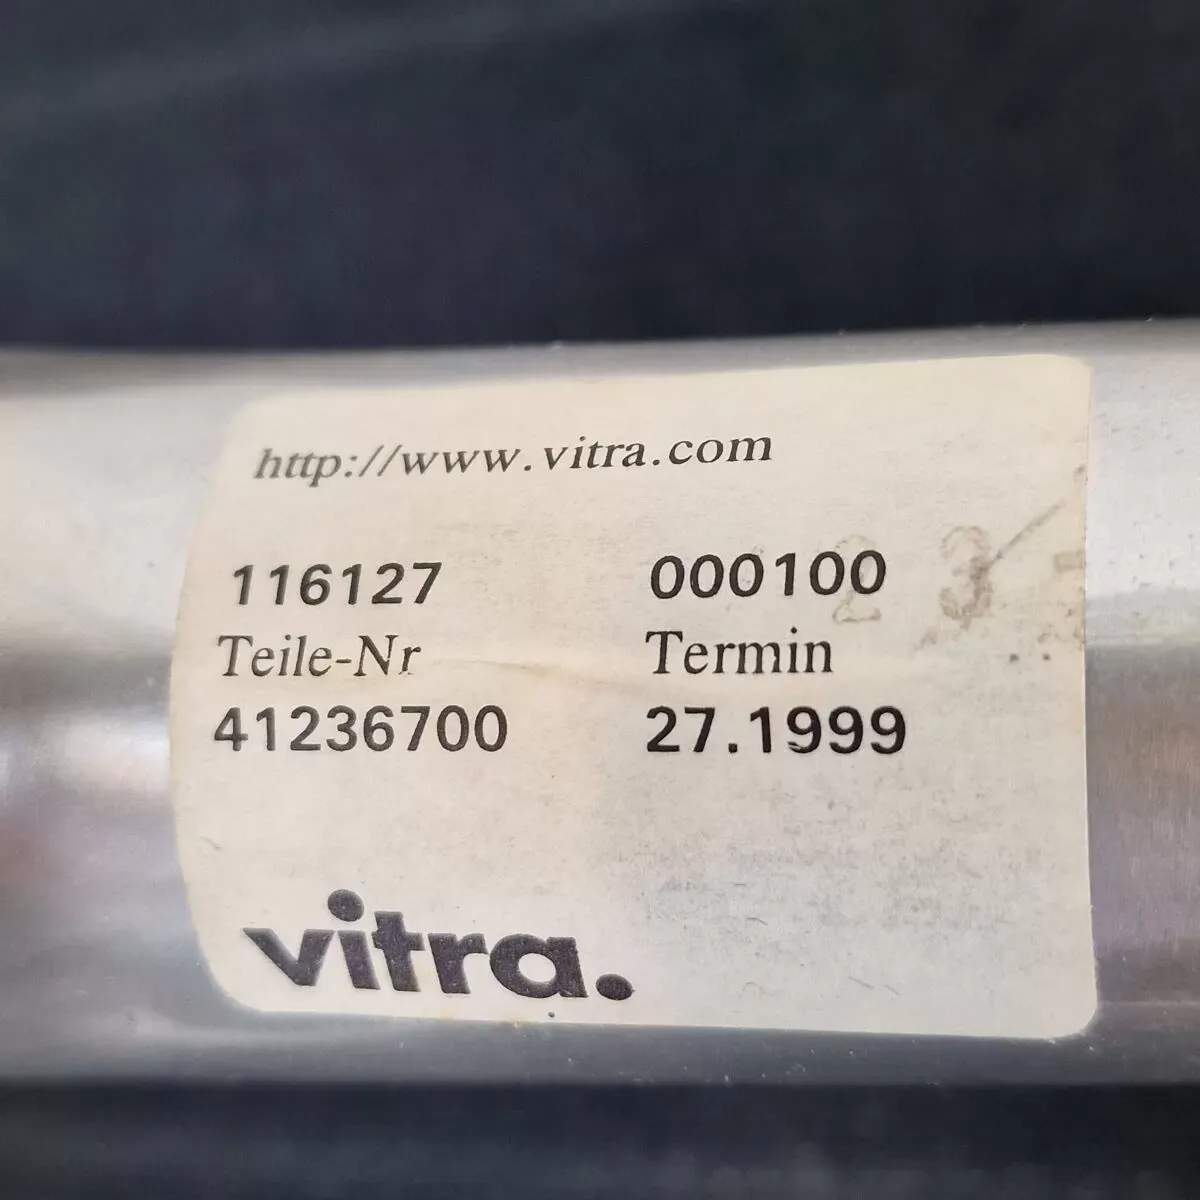 http://www.vitra.com
116127 000100
Teile-Nr Termin
41236700 27.1999
vitra.